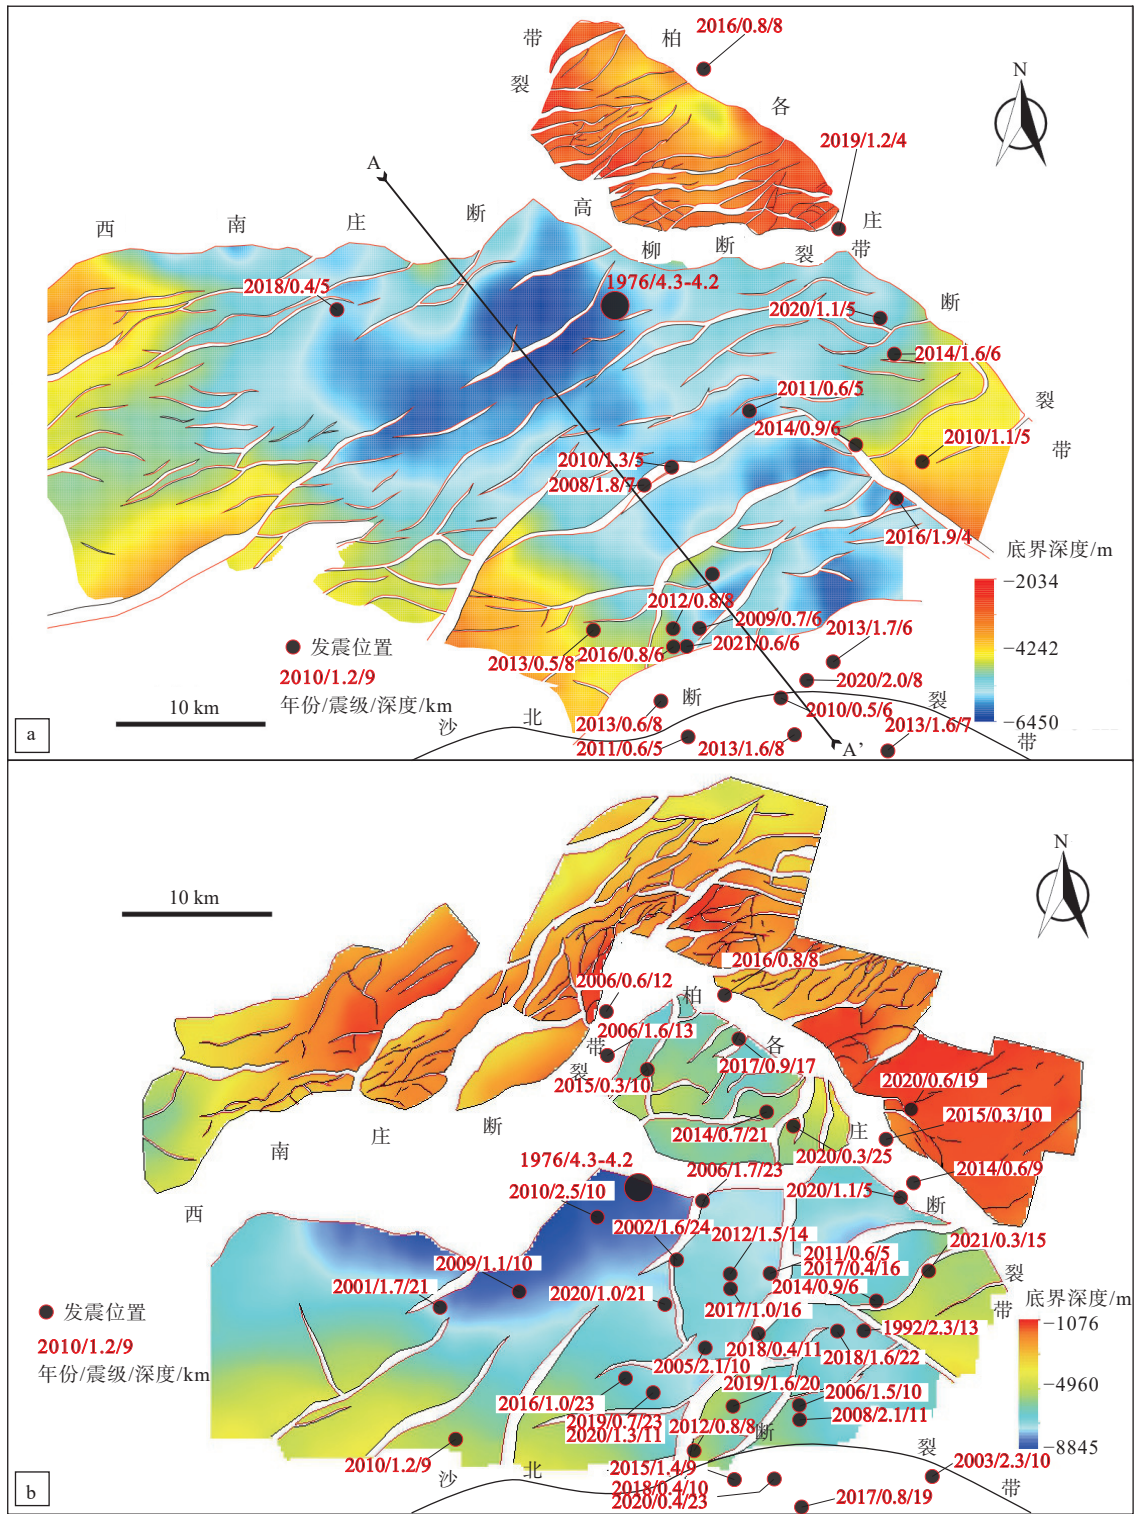 带 柏
裂 各
2016/0.8/8
N
2019/1.2/4
A
西 南 庄 断 高 柳 断 裂 带
庄
2018/0.4/5
1976/4.3-4.2
2020/1.1/5
断
2014/1.6/6
2011/0.6/5
裂
2014/0.9/6
2010/1.1/5
带
2010/1.3/5
2008/1.8/7
2016/1.9/4
底界深度/m
-2034
-4242
-6450
2012/0.8/8
2009/0.7/6
2013/1.7/6
发震位置
2010/1.2/9
年份/震级/深度/km
2013/0.5/8
2016/0.8/6
2021/0.6/6
2020/2.0/8
10 km
2013/0.6/8
2010/0.5/6
2013/1.6/7
2011/0.6/5
2013/1.6/8
沙 北 断 裂 带
A’
a
N
10 km
2016/0.8/8
2006/0.6/12
柏
2006/1.6/13
带
各
2017/0.9/17
裂
2015/0.3/10
2020/0.6/19
2015/0.3/10
2014/0.7/21
庄
2020/0.3/25
西 南 庄 断
1976/4.3-4.2
2006/1.7/23
2014/0.6/9
2010/2.5/10
2020/1.1/5
断
2002/1.6/24
2012/1.5/14
2021/0.3/15
2011/0.6/5
2009/1.1/10
2017/0.4/16
裂
2001/1.7/21
2014/0.9/6
2020/1.0/21
2017/1.0/16
带
底界深度/m
-1076
-4960
-8845
1992/2.3/13
2018/0.4/11
2018/1.6/22
2005/2.1/10
2019/1.6/20
2006/1.5/10
2016/1.0/23
2019/0.7/23
2008/2.1/11
2020/1.3/11
2012/0.8/8
发震位置
2010/1.2/9
年份/震级/深度/km
2010/1.2/9
2015/1.4/9
2003/2.3/10
2018/0.4/10
2020/0.4/23
2017/0.8/19
沙 北 断 裂 带
b